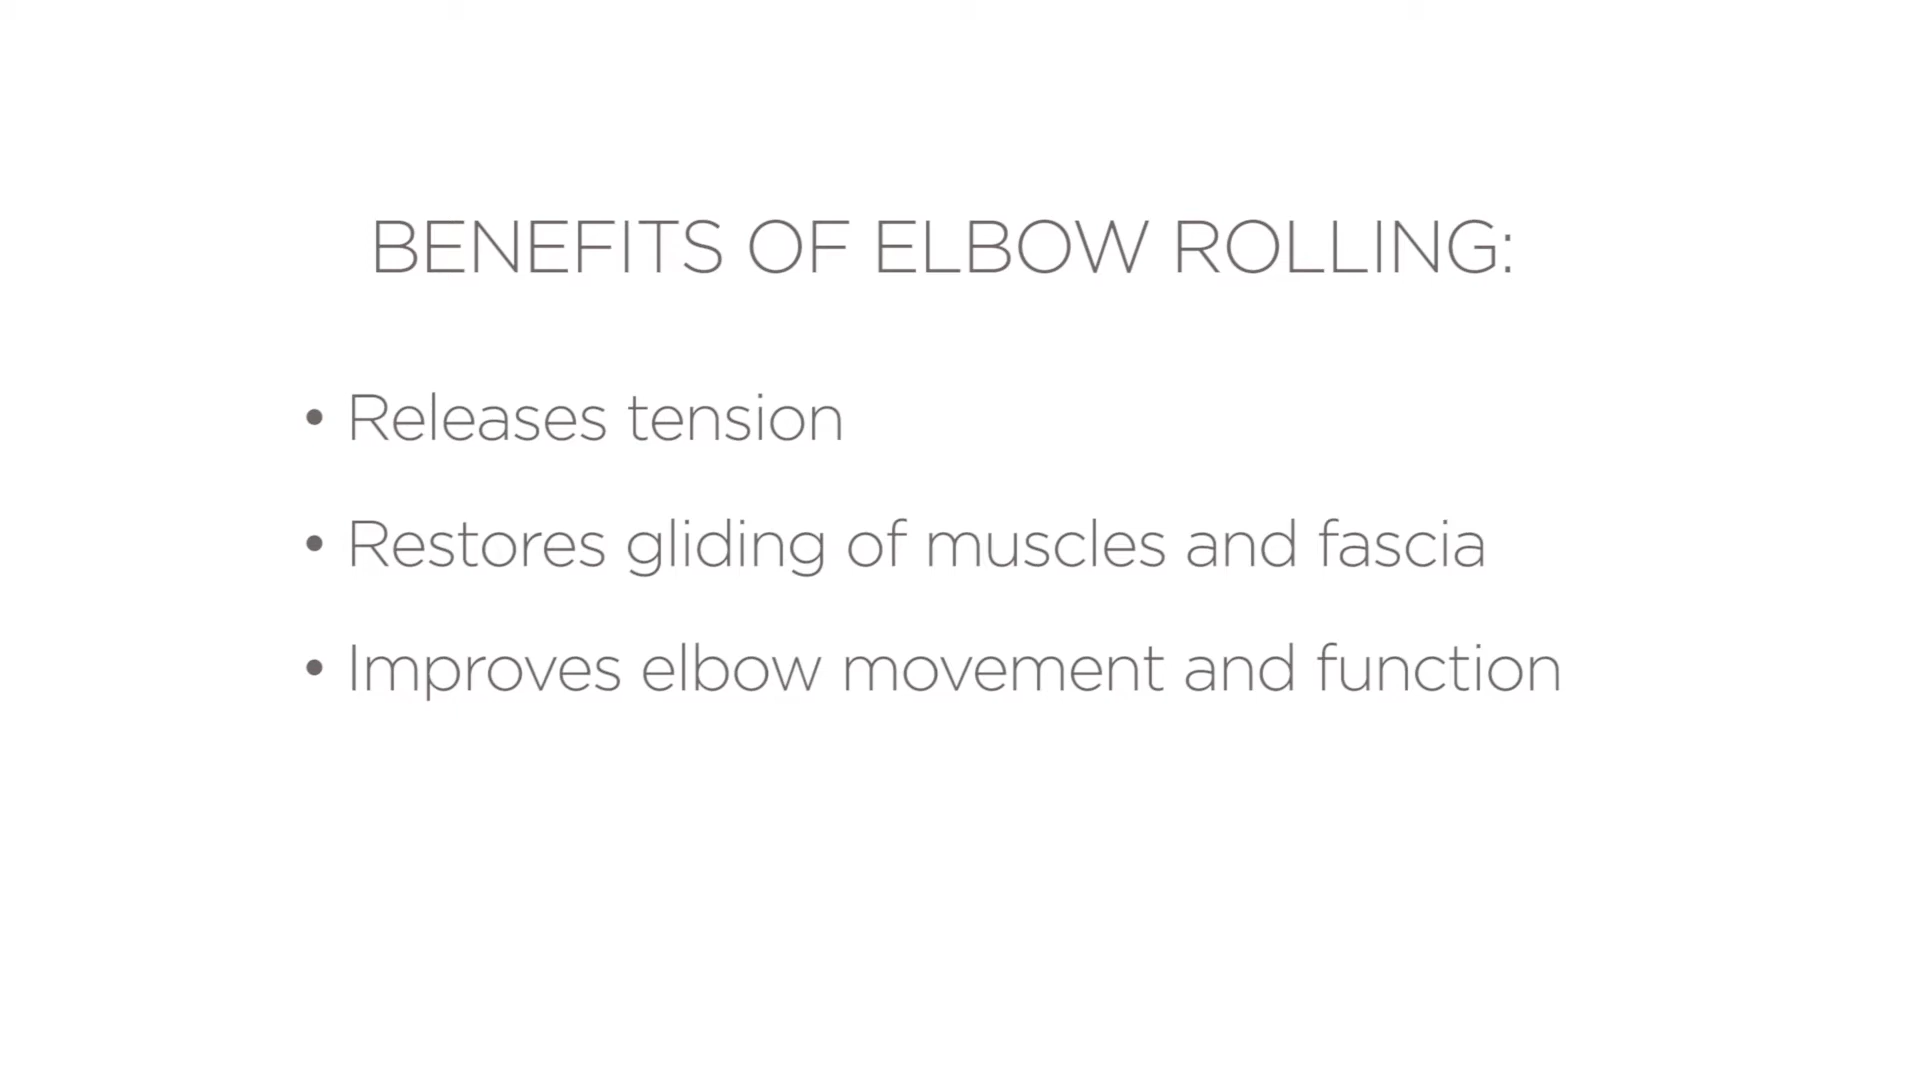 BENEFITS OF ELBOW ROLLING:
• Releases tension
• Restores gliding of muscles and fascia
• Improves elbow movement and function